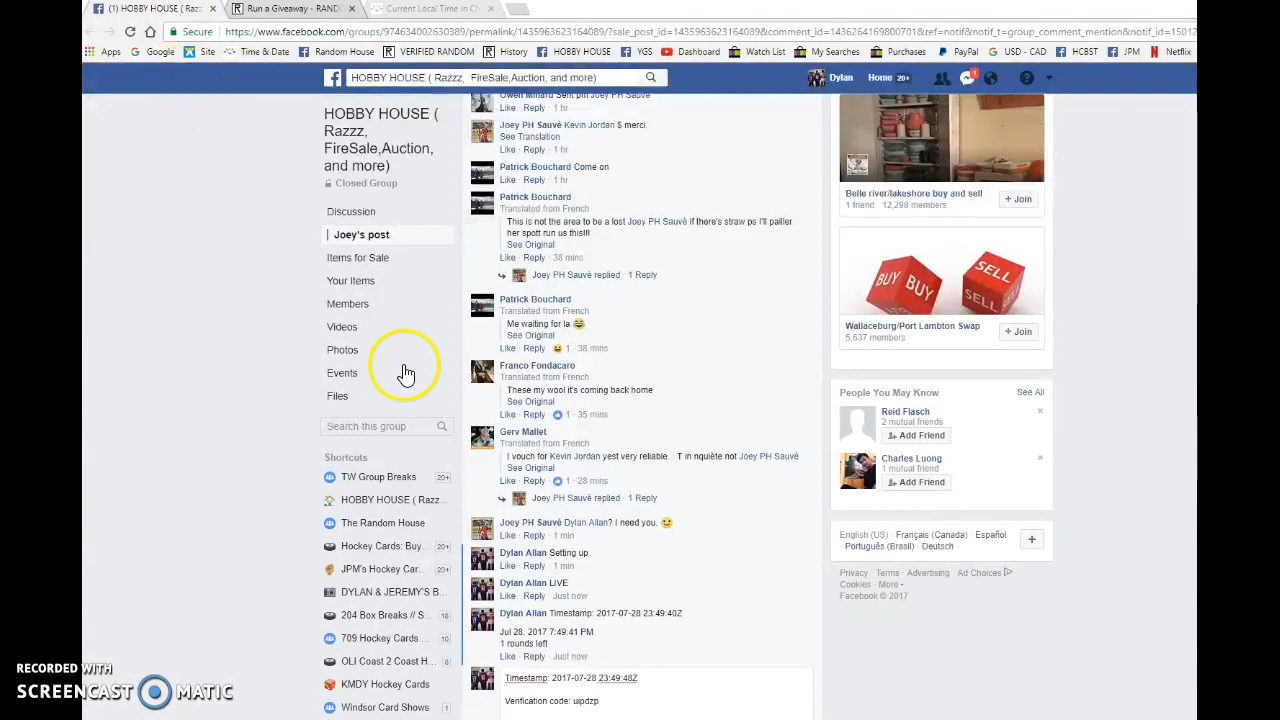 (1) HOBBY HOUSE ( Razz
Run a Giveaway - RAND
Current Local Time in C
Secure
https://www.facebook.com/groups/974634002630389/permalink/1435963623164089/?sale_post_id=1435963623164089&comment_id=1436264169800701&ref=notif&notif_t=group_comment_mention&notif_id=15012
Apps
Google
Site
Time & Date
Random House
VERIFIED RANDOM
History
HOBBY HOUSE
YGS
Dashboard
Watch List
My Searches
Purchases
PayPal
USD - CAD
HCBST
JPM
Netflix
HOBBY HOUSE ( Razzz, FireSale,Auction, and more)
Dylan
Home 20+
1
HOBBY HOUSE (
Razzz,
FireSale,Auction,
and more)
Closed Group
Discussion
Joey's post
Items for Sale
Your Items
Members
Videos
Photos
Events
Files
Search this group
Shortcuts
TW Group Breaks 20+
HOBBY HOUSE ( Razz...
The Random House
Hockey Cards: Buy,... 20+
JPM's Hockey Car... 20+
DYLAN & JEREMY'S B...
204 Box Breaks // S... 18
709 Hockey Cards ... 10
OLI Coast 2 Coast H... 8
KMDY Hockey Cards
Windsor Card Shows 1
Owen Minard Sent pm Joey PH Sauvé
Like · Reply · 1 hr
Joey PH Sauvé Kevin Jordan $ merci.
See Translation
Like · Reply · 1 hr
Patrick Bouchard Come on
Like · Reply · 1 hr
Patrick Bouchard
Translated from French
This is not the area to be a lost Joey PH Sauvé if there's straw ps I'll pailler
her spott run us this!!!
See Original
Like · Reply · 38 mins
Joey PH Sauvé replied · 1 Reply
Patrick Bouchard
Translated from French
Me waiting for la
See Original
Like · Reply · 1 · 38 mins
Franco Fondacaro
Translated from French
These my wool it's coming back home
See Original
Like · Reply · 1 · 35 mins
Gerv Mallet
Translated from French
I vouch for Kevin Jordan yest very reliable. . T in nquiète not Joey PH Sauvé
See Original
Like · Reply · 1 · 28 mins
Joey PH Sauvé replied · 1 Reply
Joey PH Sauvé Dylan Allan? I need you.
Like · Reply · 1 min
Dylan Allan Setting up
Like · Reply · 1 min
Dylan Allan LIVE
Like · Reply · Just now
Dylan Allan Timestamp: 2017-07-28 23:49:40Z
Jul 28, 2017 7:49:41 PM
1 rounds left
Like · Reply · Just now
Timestamp: 2017-07-28 23:49:48Z
Verification code: uipdzp
Belle river/lakeshore buy and sell
1 friend · 12,298 members
+ Join
BUY BUY SELL SELL
Wallaceburg/Port Lambton Swap
5,637 members
+ Join
People You May Know
See All
Reid Flasch
2 mutual friends
Add Friend
Charles Luong
1 mutual friend
Add Friend
English (US) · Français (Canada) · Español ·
Português (Brasil) · Deutsch
Privacy · Terms · Advertising · Ad Choices
Cookies · More
Facebook © 2017
RECORDED WITH
SCREENCAST MATIC